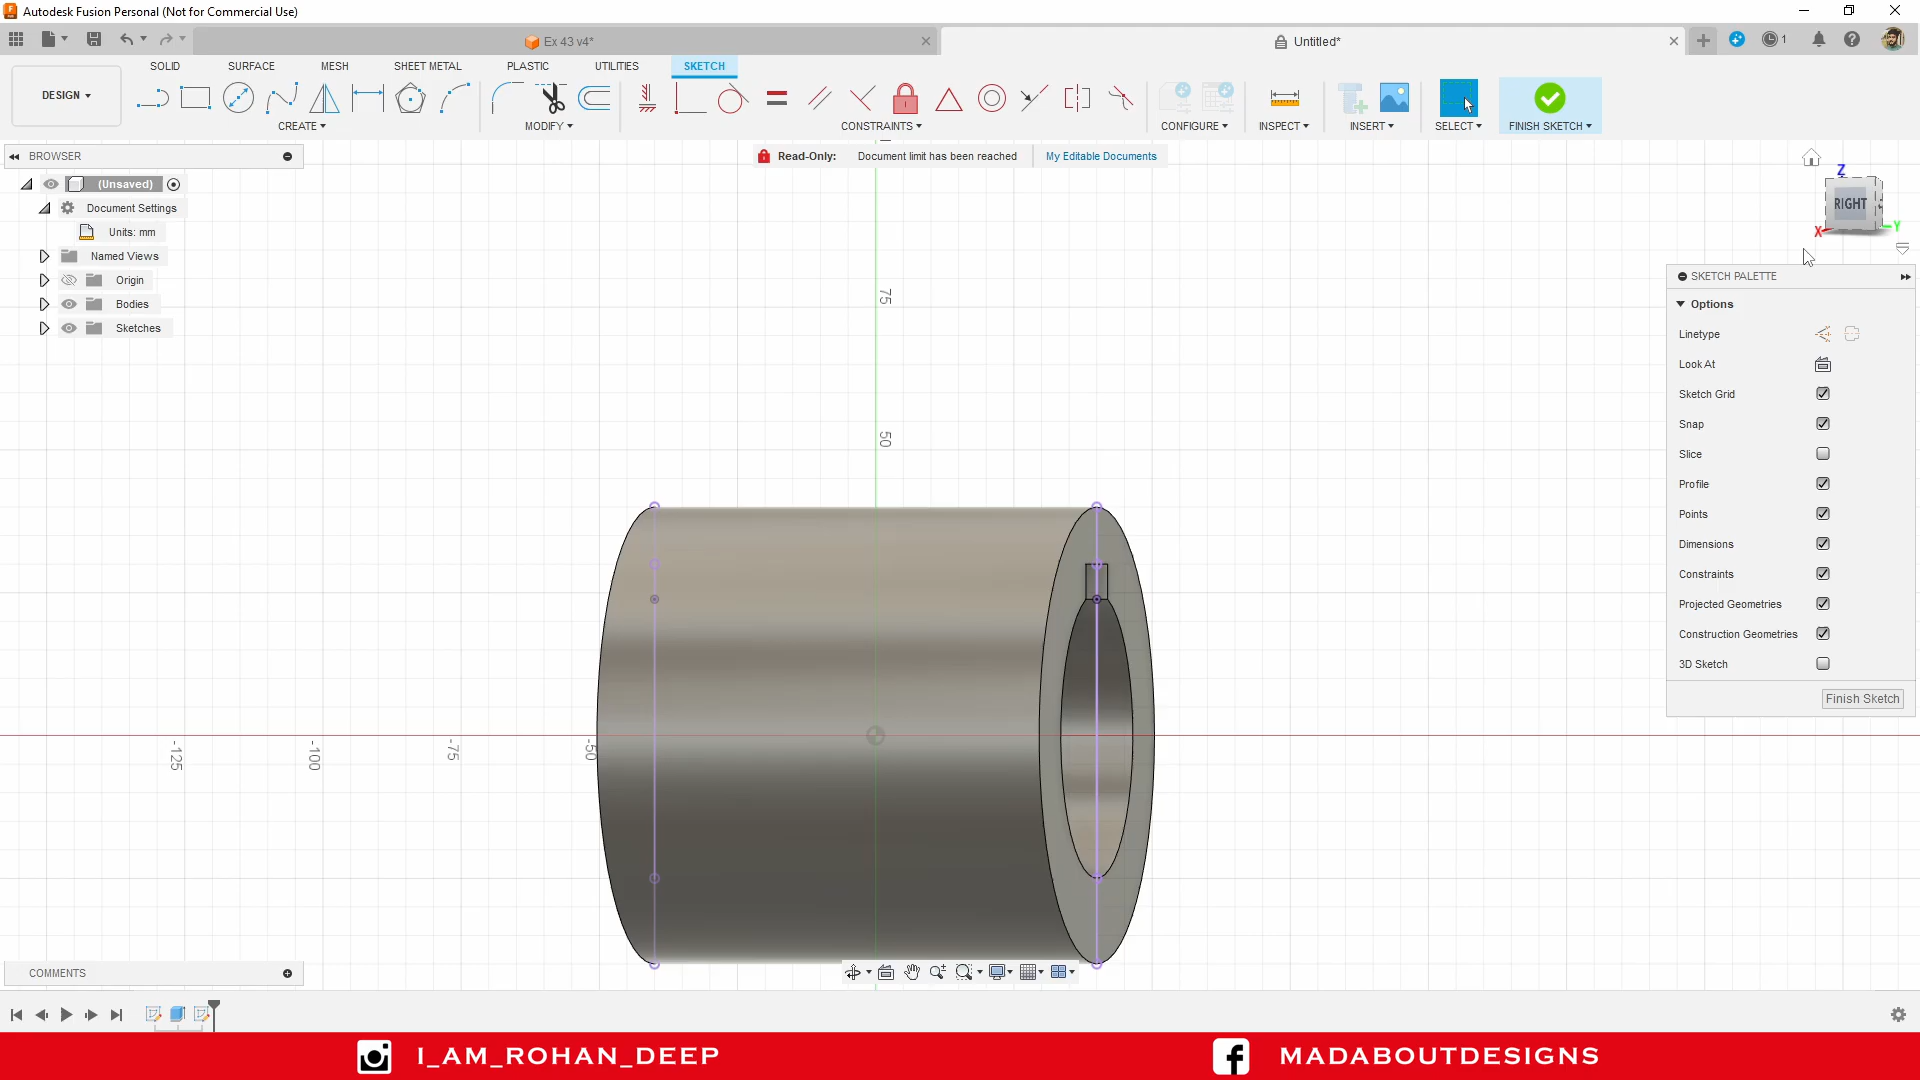 Autodesk Fusion Personal (Not for Commercial Use)
Ex 43 v4*
Untitled*
1
DESIGN
SOLID
SURFACE
MESH
SHEET METAL
PLASTIC
UTILITIES
SKETCH
CREATE
MODIFY
CONSTRAINTS
CONFIGURE
INSPECT
INSERT
SELECT
FINISH SKETCH
BROWSER
Read-Only: Document limit has been reached My Editable Documents
(Unsaved)
Document Settings
Units: mm
Named Views
Origin
Bodies
Sketches
Z
RIGHT
X
Y
SKETCH PALETTE
Options
Linetype
Look At
Sketch Grid
Snap
Slice
Profile
Points
Dimensions
Constraints
Projected Geometries
Construction Geometries
3D Sketch
Finish Sketch
75
50
-125
-100
-75
-50
COMMENTS
I_AM_ROHAN_DEEP
MADABOUTDESIGNS